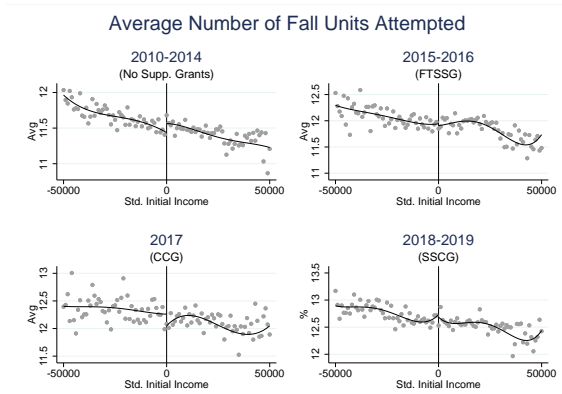 Average Number of Fall Units Attempted
2010-2014
(No Supp. Grants)
Avg
12
11.5
11
-50000 0 50000
Std. Initial Income
2015-2016
(FTSSG)
Avg
12.5
12
11.5
11
-50000 0 50000
Std. Initial Income
2017
(CCG)
Avg
13
12.5
12
11.5
-50000 0 50000
Std. Initial Income
2018-2019
(SSCG)
%
13.5
13
12.5
12
-50000 0 50000
Std. Initial Income